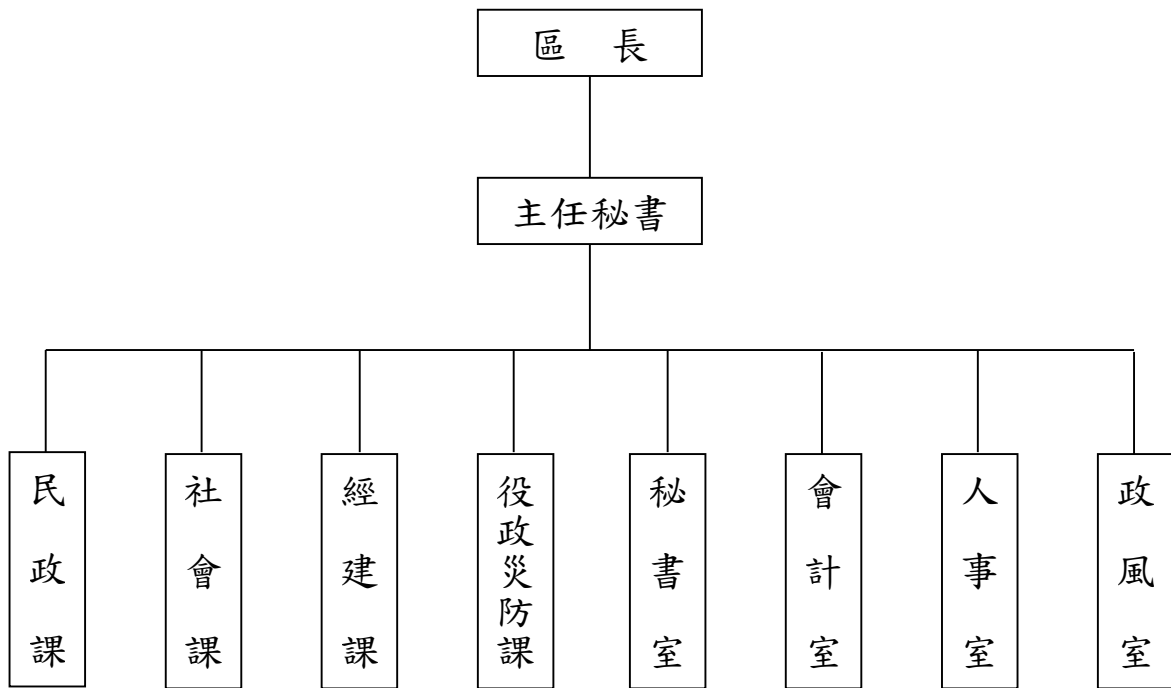 區 長
主任秘書
民政課
社會課
經建課
役政災防課
秘書室
會計室
人事室
政風室